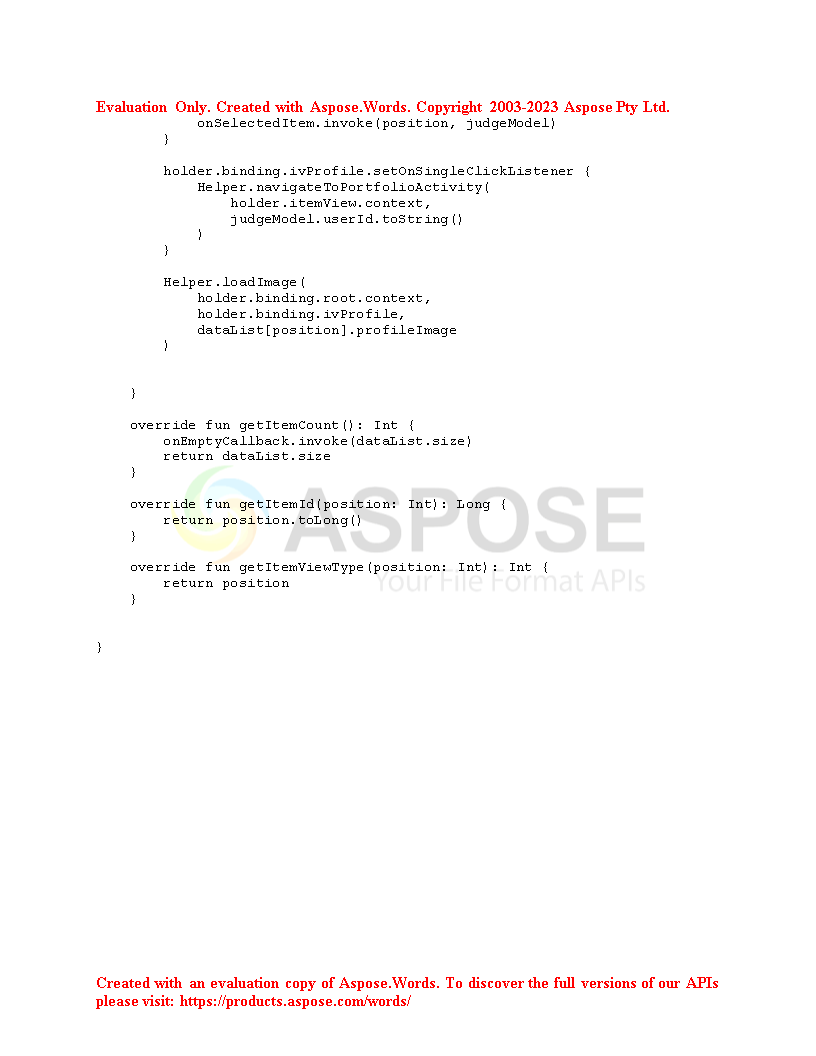 Evaluation Only. Created with Aspose.Words. Copyright 2003-2023 Aspose Pty Ltd.
            onSelectedItem.invoke(position, judgeModel)
        }

        holder.binding.ivProfile.setOnSingleClickListener {
            Helper.navigateToPortfolioActivity(
                holder.itemView.context,
                judgeModel.userId.toString()
            )
        }

        Helper.loadImage(
            holder.binding.root.context,
            holder.binding.ivProfile,
            dataList[position].profileImage
        )


    }

    override fun getItemCount(): Int {
        onEmptyCallback.invoke(dataList.size)
        return dataList.size
    }

    override fun getItemId(position: Int): Long {
        return position.toLong()
    }
ASPOSE

    override fun getItemViewType(position: Int): Int {
        return position
Your File Format APIs
    }


}
Created with an evaluation copy of Aspose.Words. To discover the full versions of our APIs
please visit: https://products.aspose.com/words/